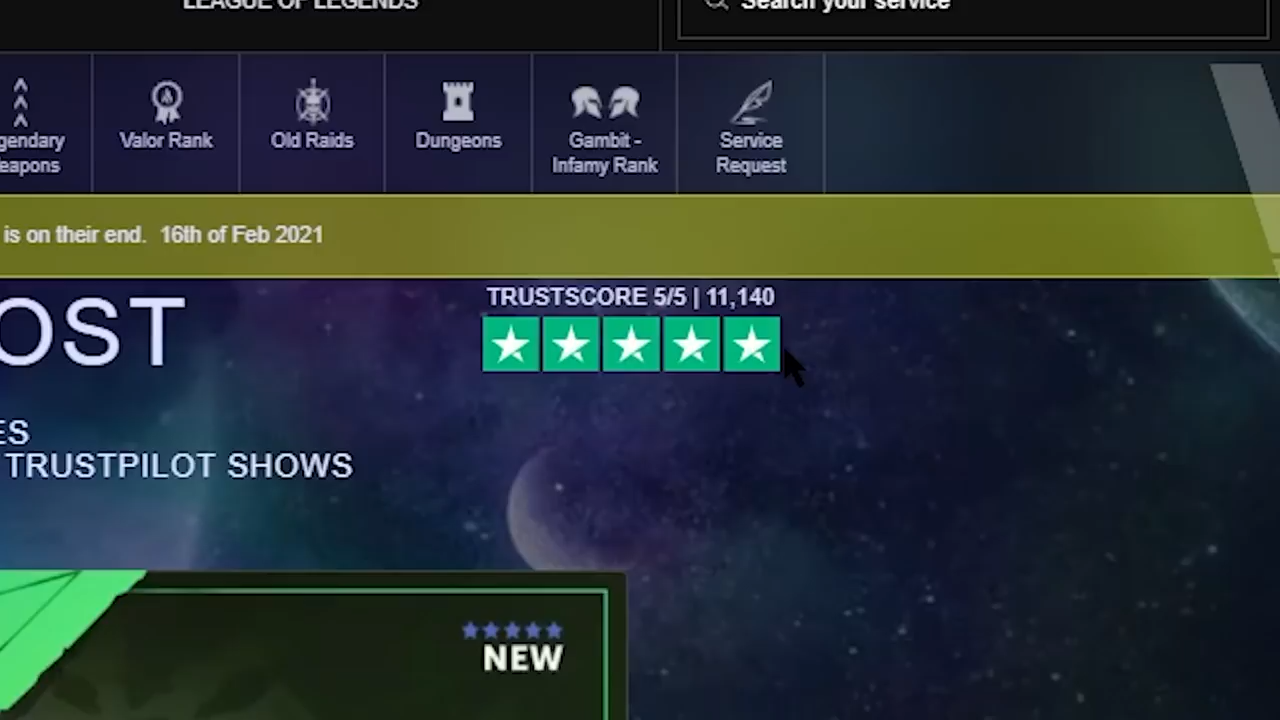 LEAGUE OF LEGENDS
Search your service
gendary
eapons
Valor Rank
Old Raids
Dungeons
Gambit -
Infamy Rank
Service
Request
is on their end. 16th of Feb 2021
OST
TRUSTSCORE 5/5 | 11,140
ES
TRUSTPILOT SHOWS
NEW